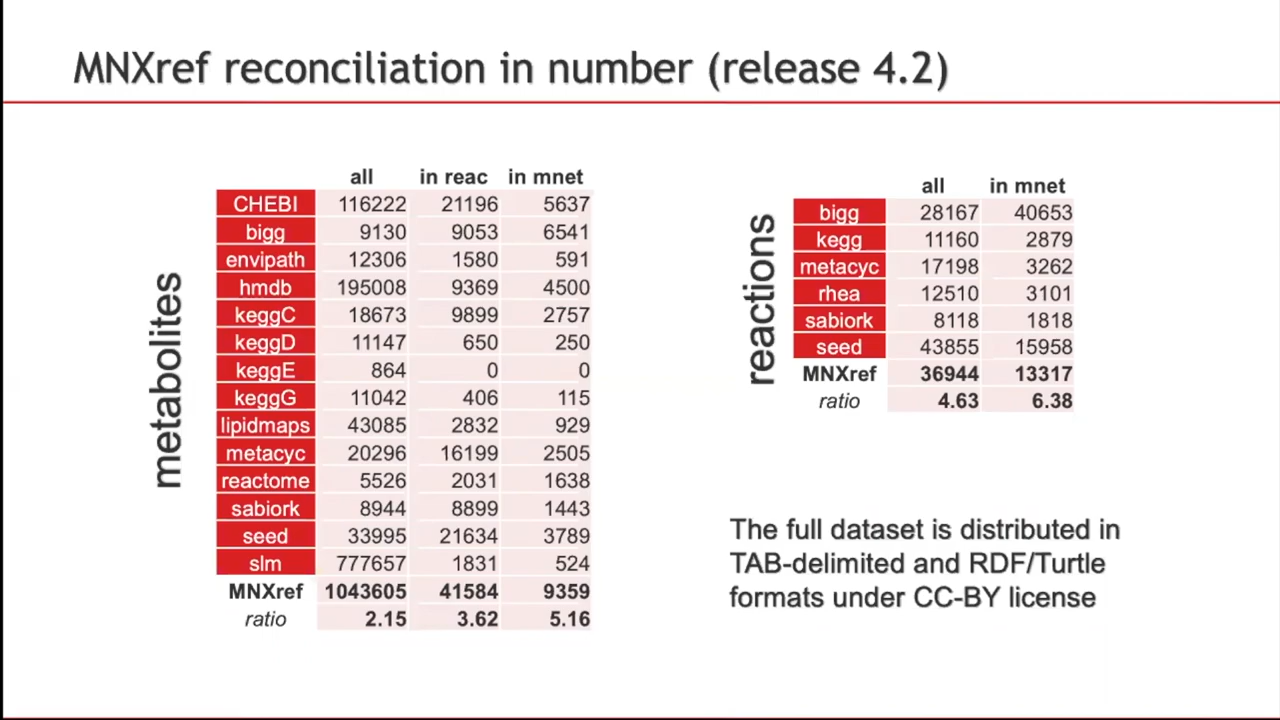 MNXref reconciliation in number (release 4.2)
metabolites
all in reac in mnet
CHEBI 116222 21196 5637
bigg 9130 9053 6541
envipath 12306 1580 591
hmdb 195008 9369 4500
keggC 18673 9899 2757
keggD 11147 650 250
keggE 864 0 0
keggG 11042 406 115
lipidmaps 43085 2832 929
metacyc 20296 16199 2505
reactome 5526 2031 1638
sabiork 8944 8899 1443
seed 33995 21634 3789
slm 777657 1831 524
MNXref 1043605 41584 9359
ratio 2.15 3.62 5.16
reactions
all in mnet
bigg 28167 40653
kegg 11160 2879
metacyc 17198 3262
rhea 12510 3101
sabiork 8118 1818
seed 43855 15958
MNXref 36944 13317
ratio 4.63 6.38
The full dataset is distributed in
TAB-delimited and RDF/Turtle
formats under CC-BY license